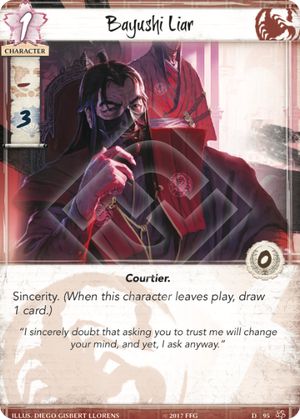 1
Bayushi Liar
CHARACTER
-
3
0
Courtier.
Sincerity. (When this character leaves play, draw
1 card.)
"I sincerely doubt that asking you to trust me will change
your mind, and yet, I ask anyway."
ILLUS. DIEGO GISBERT LLORENS
© 2017 FFG
D
95